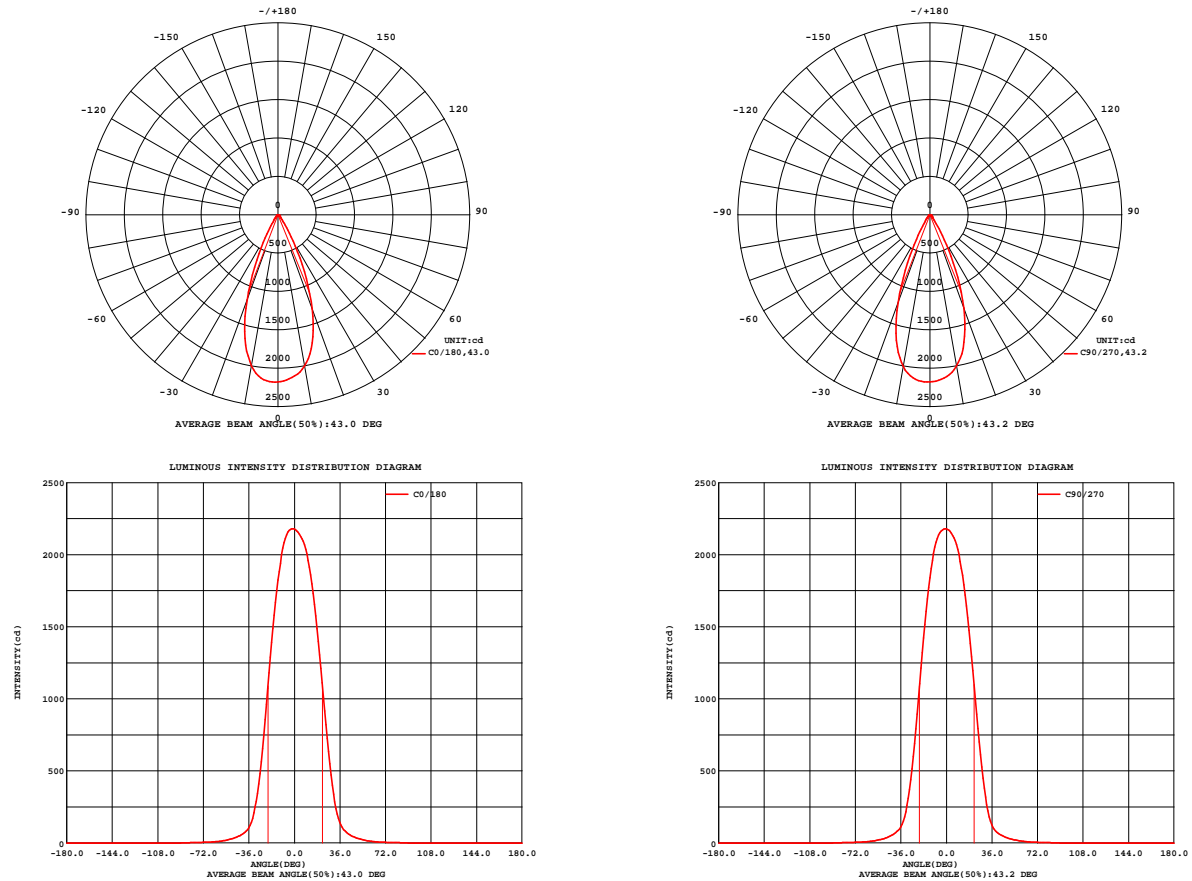 -/+180
-150
150
-120
120
-90
90
-60
60
-30
30
0
0
500
1000
1500
2000
2500
UNIT:cd
C0/180,43.0
AVERAGE BEAM ANGLE(50%):43.0 DEG
-/+180
-150
150
-120
120
-90
90
-60
60
-30
30
0
0
500
1000
1500
2000
2500
UNIT:cd
C90/270,43.2
AVERAGE BEAM ANGLE(50%):43.2 DEG
LUMINOUS INTENSITY DISTRIBUTION DIAGRAM
C0/180
INTENSITY(cd)
2500
2000
1500
1000
500
0
-180.0 -144.0 -108.0 -72.0 -36.0 0.0 36.0 72.0 108.0 144.0 180.0
ANGLE(DEG)
AVERAGE BEAM ANGLE(50%):43.0 DEG
LUMINOUS INTENSITY DISTRIBUTION DIAGRAM
C90/270
INTENSITY(cd)
2500
2000
1500
1000
500
0
-180.0 -144.0 -108.0 -72.0 -36.0 0.0 36.0 72.0 108.0 144.0 180.0
ANGLE(DEG)
AVERAGE BEAM ANGLE(50%):43.2 DEG